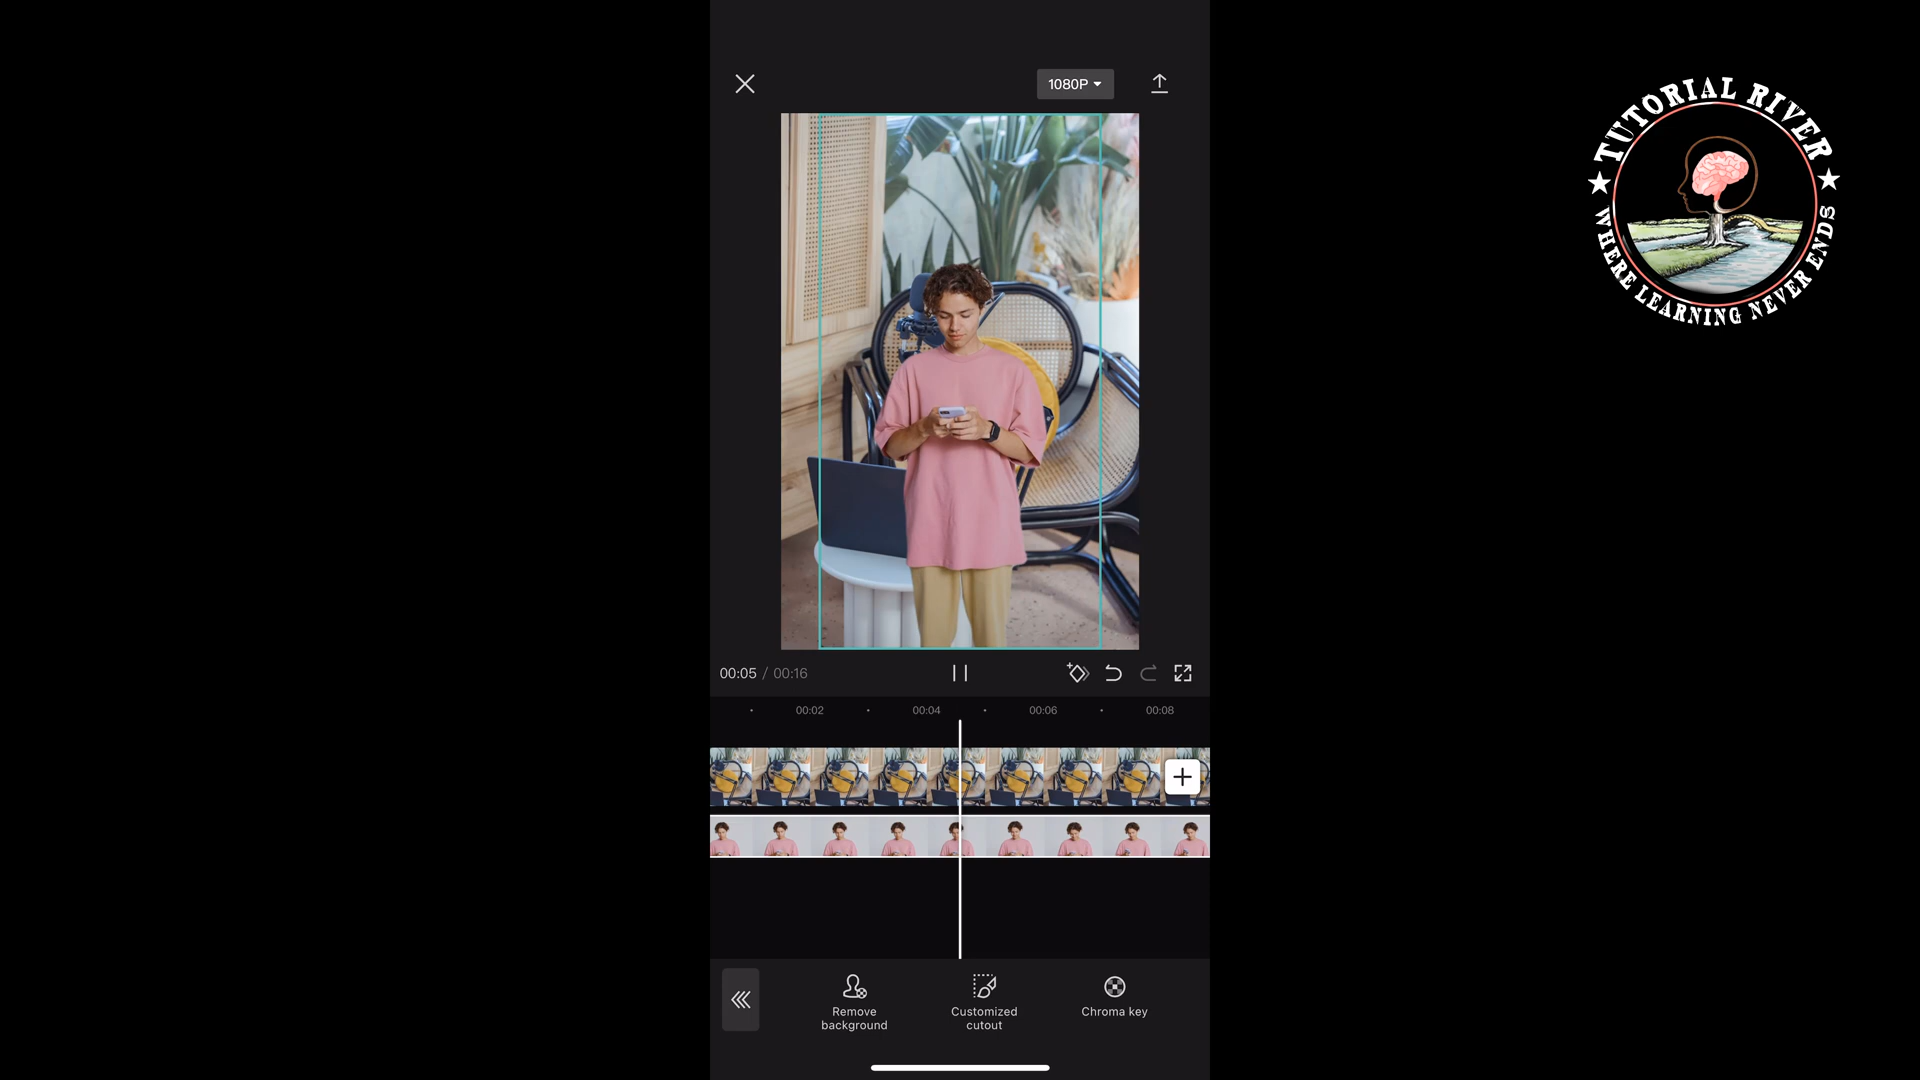 1080P
TUTORIAL RIVER
WHERE LEARNING NEVER ENDS
00:05 / 00:16
00:02
00:04
00:06
00:08
Remove
background
Customized
cutout
Chroma key